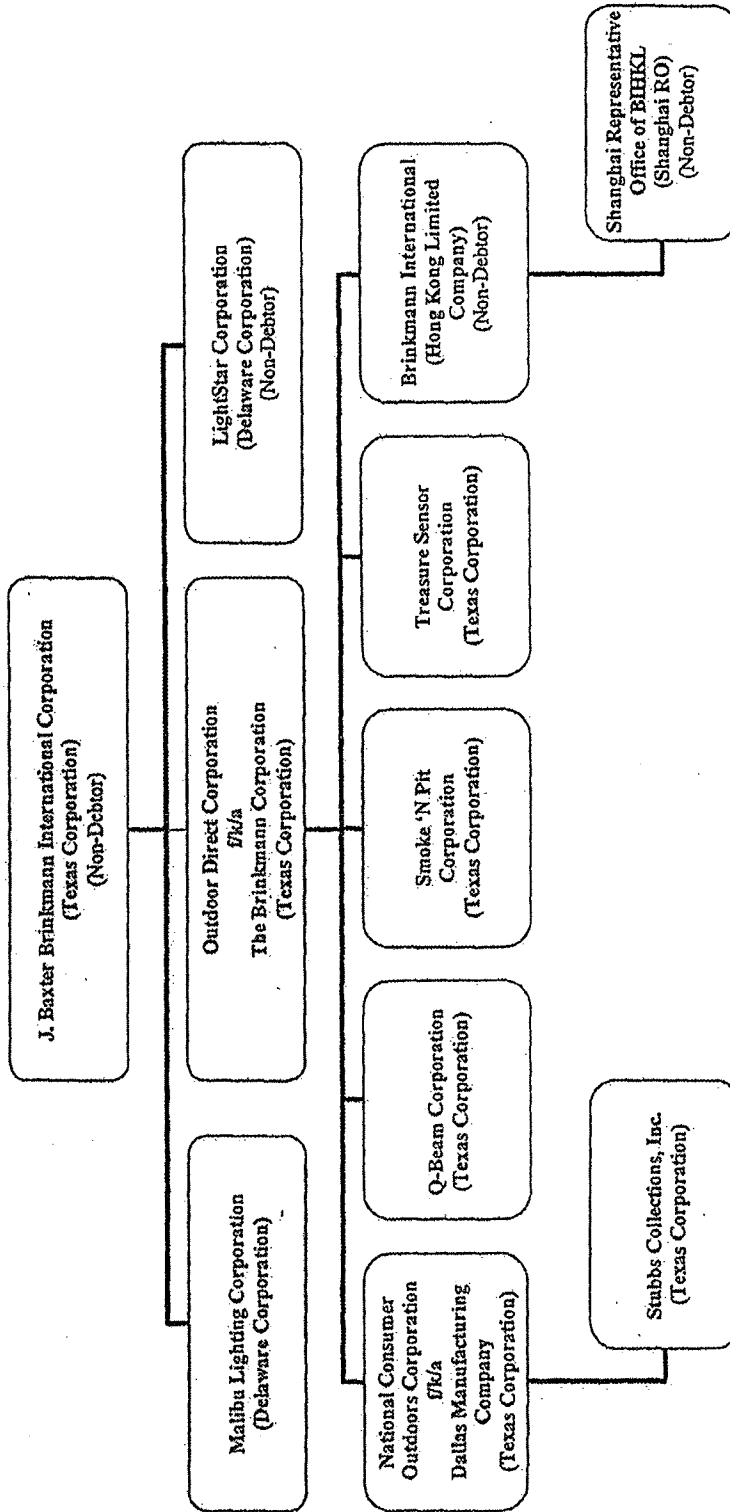 J. Baxter Brinkmann International Corporation
(Texas Corporation)
(Non-Debtor)
Malibu Lighting Corporation
(Delaware Corporation)
Outdoor Direct Corporation
f/k/a
The Brinkmann Corporation
(Texas Corporation)
LightStar Corporation
(Delaware Corporation)
(Non-Debtor)
National Consumer
Outdoors Corporation
f/k/a
Dallas Manufacturing
Company
(Texas Corporation)
Q-Beam Corporation
(Texas Corporation)
Smoke 'N Pit
Corporation
(Texas Corporation)
Treasure Sensor
Corporation
(Texas Corporation)
Brinkmann International
(Hong Kong Limited
Company)
(Non-Debtor)
Stubbs Collections, Inc.
(Texas Corporation)
Shanghai Representative
Office of BIHKL
(Shanghai RO)
(Non-Debtor)